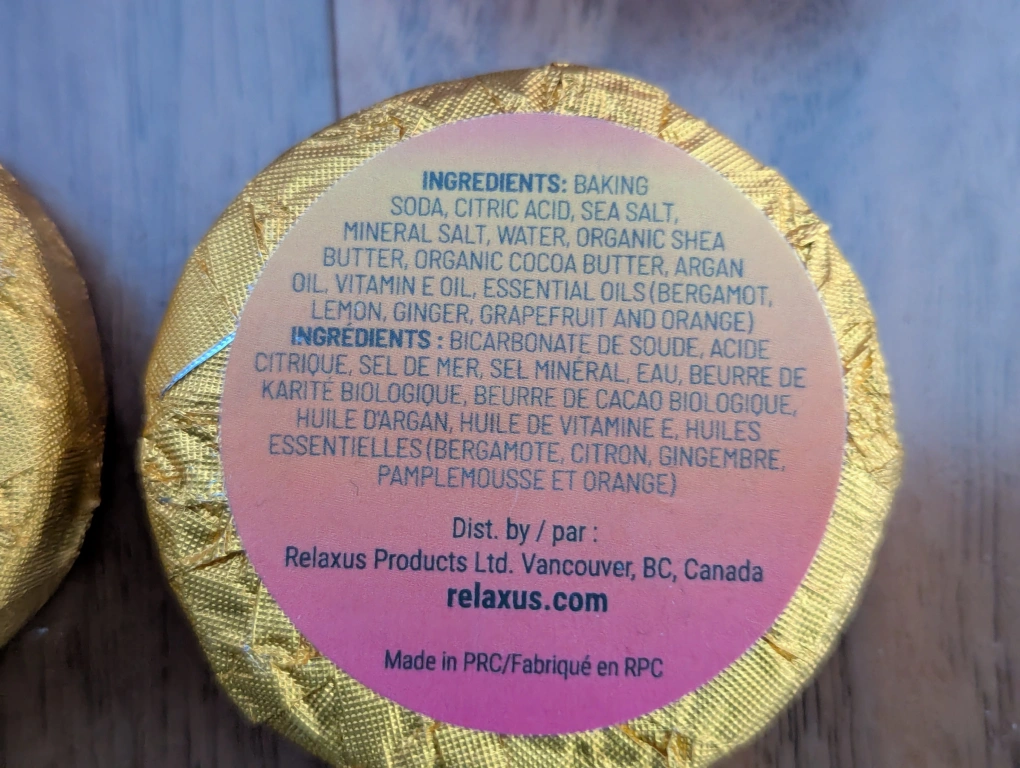 INGREDIENTS: BAKING
SODA, CITRIC ACID, SEA SALT,
MINERAL SALT, WATER, ORGANIC SHEA
BUTTER, ORGANIC COCOA BUTTER, ARGAN
OIL, VITAMIN E OIL, ESSENTIAL OILS (BERGAMOT,
LEMON, GINGER, GRAPEFRUIT AND ORANGE)
INGRÉDIENTS : BICARBONATE DE SOUDE, ACIDE
CITRIQUE, SEL DE MER, SEL MINÉRAL, EAU, BEURRE DE
KARITÉ BIOLOGIQUE, BEURRE DE CACAO BIOLOGIQUE,
HUILE D'ARGAN, HUILE DE VITAMINE E, HUILES
ESSENTIELLES (BERGAMOTE, CITRON, GINGEMBRE,
PAMPLEMOUSSE ET ORANGE)
Dist. by / par :
Relaxus Products Ltd. Vancouver, BC, Canada
relaxus.com
Made in PRC/Fabriqué en RPC